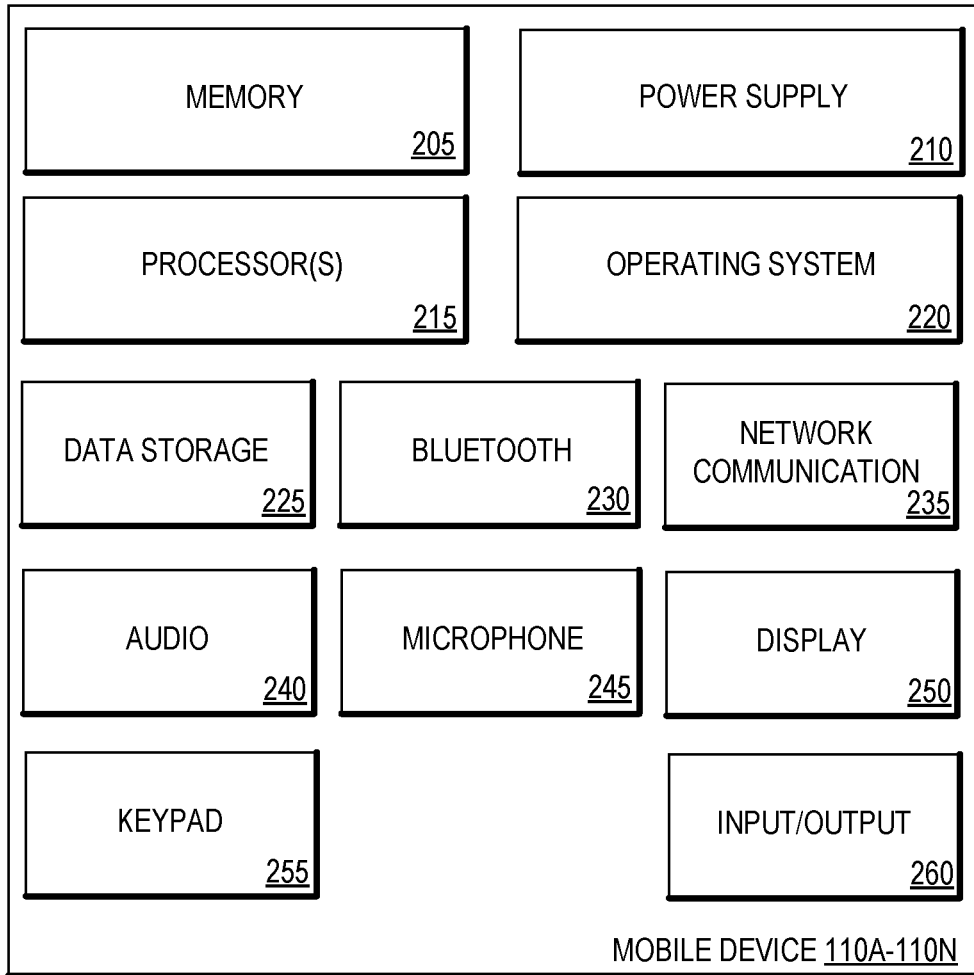 MEMORY
205
POWER SUPPLY
210
PROCESSOR(S)
215
OPERATING SYSTEM
220
DATA STORAGE
225
BLUETOOTH
230
NETWORK
COMMUNICATION
235
AUDIO
240
MICROPHONE
245
DISPLAY
250
KEYPAD
255
INPUT/OUTPUT
260
MOBILE DEVICE 110A-110N